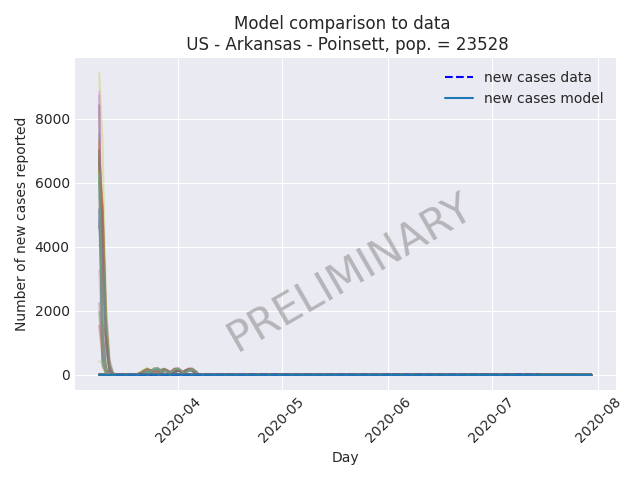 Model comparison to data
US - Arkansas - Poinsett, pop. = 23528
new cases data
new cases model
8000
6000
4000
2000
0
Number of new cases reported
PRELIMINARY
2020-04
2020-05
2020-06
2020-07
2020-08
Day